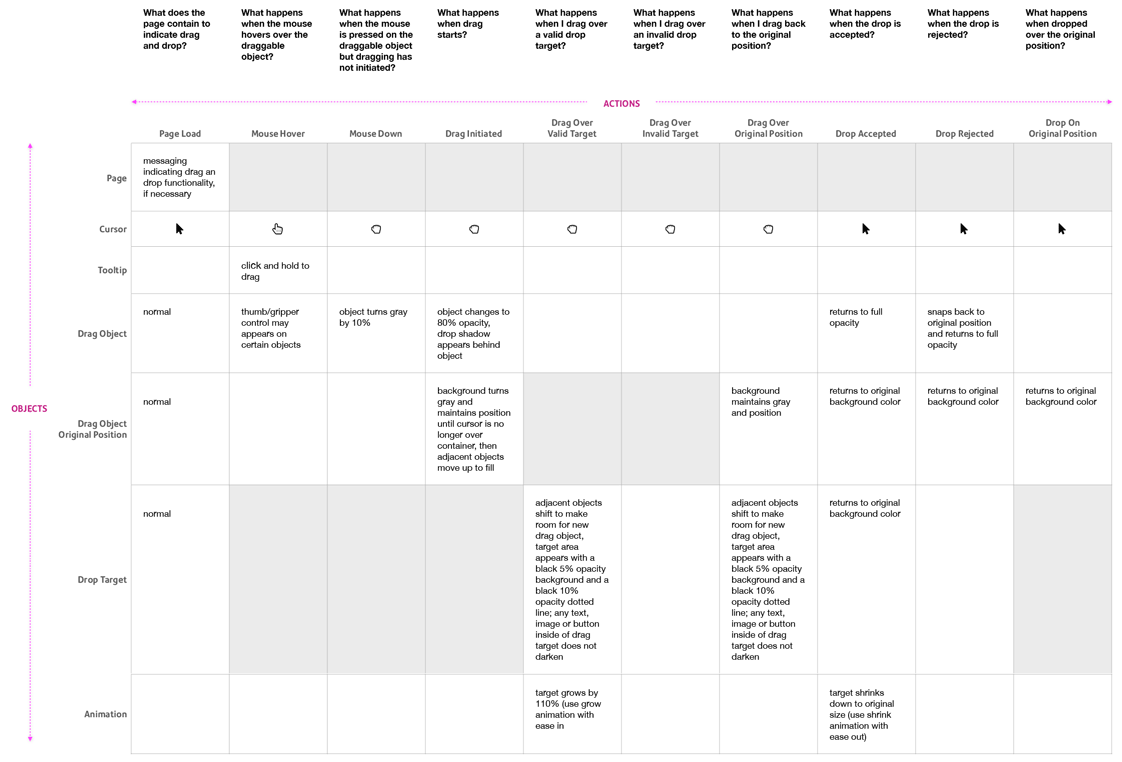 What does the
page contain to
indicate drag
and drop?
What happens
when the mouse
hovers over the
draggable
object?
What happens
when the mouse
is pressed on the
draggable object
but dragging has
not initiated?
What happens
when drag
starts?
What happens
when I drag over
a valid drop
target?
What happens
when I drag over
an invalid drop
target?
What happens
when I drag back
to the original
position?
What happens
when the drop is
accepted?
What happens
when the drop is
rejected?
What happens
when dropped
over the original
position?
ACTIONS
Page Load
Mouse Hover
Mouse Down
Drag Initiated
Drag Over
Valid Target
Drag Over
Invalid Target
Drag Over
Original Position
Drop Accepted
Drop Rejected
Drop On
Original Position
OBJECTS
Page
messaging
indicating drag an
drop functionality,
if necessary
Cursor
Tooltip
click and hold to
drag
Drag Object
normal
thumb/gripper
control may
appears on
certain objects
object turns gray
by 10%
object changes to
80% opacity,
drop shadow
appears behind
object
returns to full
opacity
snaps back to
original position
and returns to full
opacity
Drag Object
Original Position
normal
background turns
gray and
maintains position
until cursor is no
longer over
container, then
adjacent objects
move up to fill
background
maintains gray
and position
returns to original
background color
returns to original
background color
returns to original
background color
Drop Target
normal
adjacent objects
shift to make
room for new
drag object,
target area
appears with a
black 5% opacity
background and a
black 10%
opacity dotted
line; any text,
image or button
inside of drag
target does not
darken
adjacent objects
shift to make
room for new
drag object,
target area
appears with a
black 5% opacity
background and a
black 10%
opacity dotted
line; any text,
image or button
inside of drag
target does not
darken
returns to original
background color
Animation
target grows by
110% (use grow
animation with
ease in
target shrinks
down to original
size (use shrink
animation with
ease out)